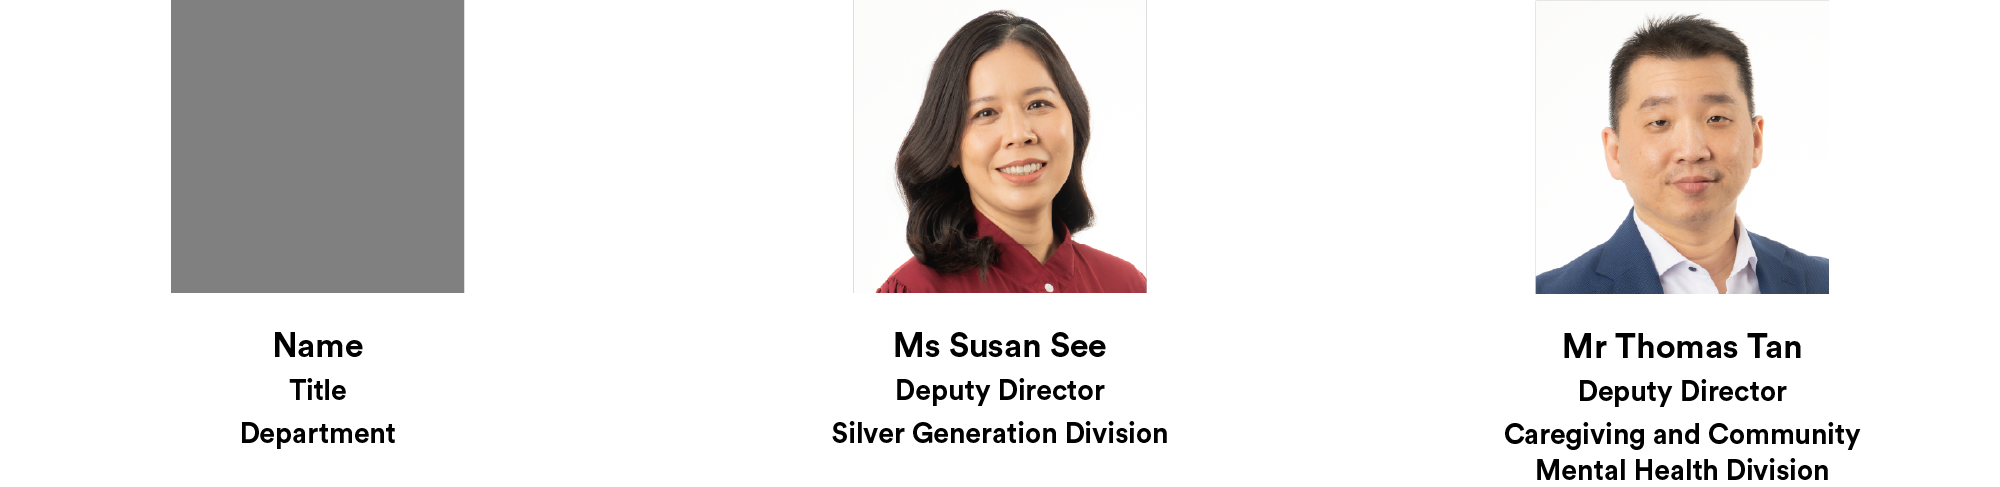 Name
Title
Department
Ms Susan See
Deputy Director
Silver Generation Division
Mr Thomas Tan
Deputy Director
Caregiving and Community
Mental Health Division